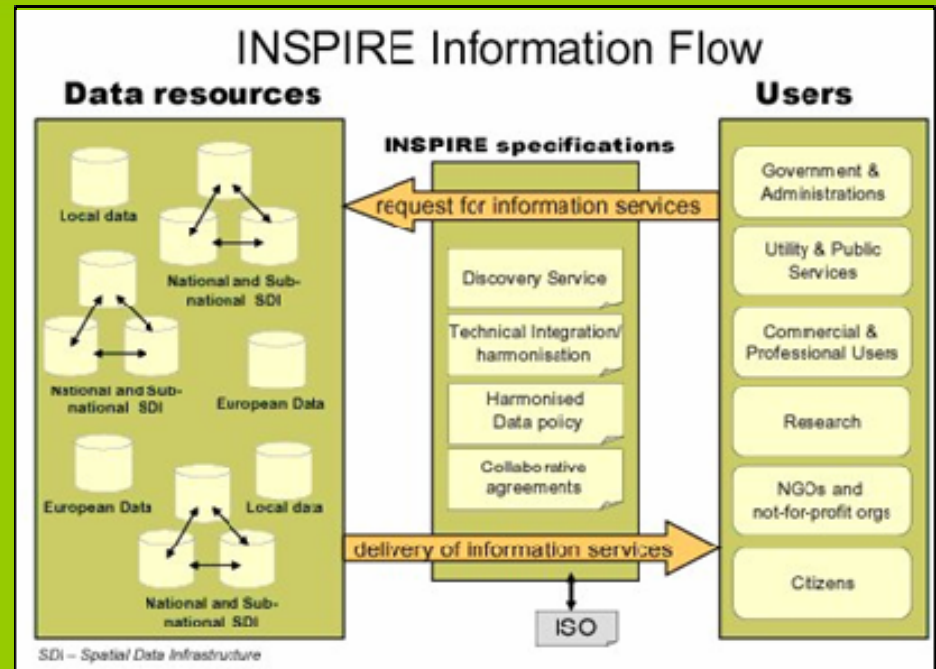 INSPIRE Information Flow
Data resources
Local data
National and Sub-
national SDI
National and Sub-
national SDI
European Data
European Data
Local data
National and Sub-
national SDI
SDI – Spatial Data Infrastructure
INSPIRE specifications
request for information services
Discovery Service
Technical Integration/
harmonisation
Harmonised
Data policy
Collaborative
agreements
delivery of information services
ISO
Users
Government &
Administrations
Utility & Public
Services
Commercial &
Professional Users
Research
NGOs and
not-for-profit orgs
Citizens